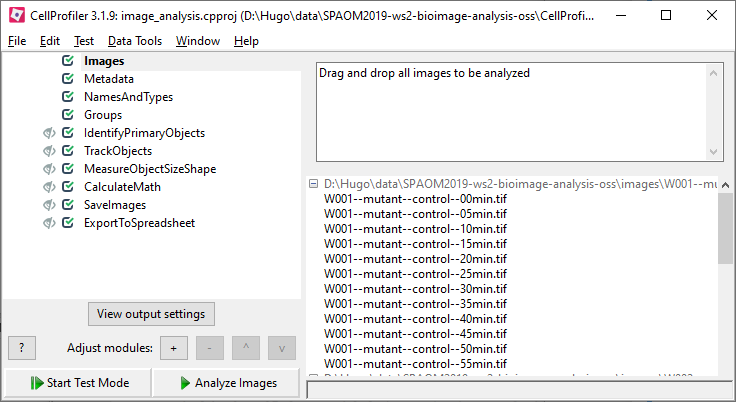 CellProfiler 3.1.9: image_analysis.cpproj (D:\Hugo\data\SPAOM2019-ws2-bioimage-analysis-oss\CellProfi...
File Edit Test Data Tools Window Help
Images
Metadata
NamesAndTypes
Groups
IdentifyPrimaryObjects
TrackObjects
MeasureObjectSizeShape
CalculateMath
SaveImages
ExportToSpreadsheet
View output settings
? Adjust modules: + - ^ v
Start Test Mode Analyze Images
Drag and drop all images to be analyzed
D:\Hugo\data\SPAOM2019-ws2-bioimage-analysis-oss\images\W001--mu
W001--mutant--control--00min.tif
W001--mutant--control--05min.tif
W001--mutant--control--10min.tif
W001--mutant--control--15min.tif
W001--mutant--control--20min.tif
W001--mutant--control--25min.tif
W001--mutant--control--30min.tif
W001--mutant--control--35min.tif
W001--mutant--control--40min.tif
W001--mutant--control--45min.tif
W001--mutant--control--50min.tif
W001--mutant--control--55min.tif